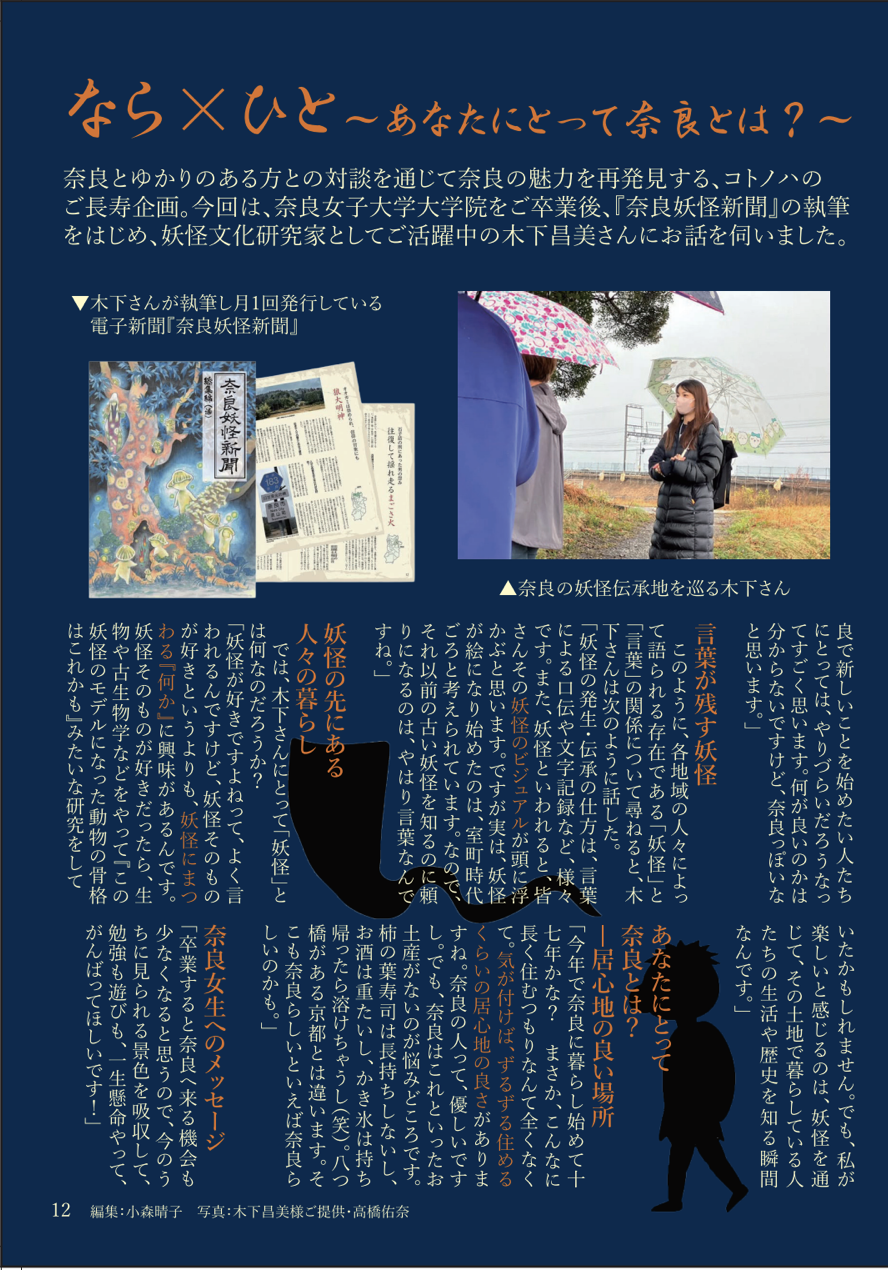 なら×ひと～あなたにとって奈良とは？～
奈良とゆかりのある方との対談を通じて奈良の魅力を再発見する、コトノハの
ご長寿企画。今回は、奈良女子大学大学院をご卒業後、『奈良妖怪新聞』の執筆
をはじめ、妖怪文化研究家としてご活躍中の木下昌美さんにお話を伺いました。
▼木下さんが執筆し月1回発行している
電子新聞『奈良妖怪新聞』
奈良妖怪新聞
▲奈良の妖怪伝承地を巡る木下さん
良で新しいことを始めたい人たち
にとっては、やりづらいだろうなっ
てすごく思います。何が良いのかは
分からないですけど、奈良っぽいな
と思います。」
言葉が残す妖怪
このように、各地域の人々によっ
て語られる存在である「妖怪」と
「言葉」の関係について尋ねると、木
下さんは次のように話した。
「妖怪の発生・伝承の仕方は、言葉
による口伝や文字記録など、様々
です。また、妖怪といわれると、皆
さんその妖怪のビジュアルが頭に浮
かぶと思います。ですが実は、妖怪
が絵になり始めたのは、室町時代
ごろと考えられています。なので、
それ以前の古い妖怪を知るのに頼
りになるのは、やはり言葉なんで
すね。」
妖怪の先にある
人々の暮らし
では、木下さんにとって「妖怪」と
は何なのだろうか？
「妖怪が好きですよねって、よく言
われるんですけど、妖怪そのもの
が好きというよりも、妖怪にまつ
わる『何か』に興味があるんです。
妖怪そのものが好きだったら、生
物や古生物学などをやって『この
妖怪のモデルになった動物の骨格
はこれかも』みたいな研究をして
いたかもしれません。でも、私が
楽しいと感じるのは、妖怪を通
じて、その土地で暮らしている人
たちの生活や歴史を知る瞬間
なんです。」
あなたにとって
奈良とは？
―居心地の良い場所
「今年で奈良に暮らし始めて十
七年かな？　まさか、こんなに
長く住むつもりなんて全くなく
て。気が付けば、ずるずる住める
くらいの居心地の良さがありま
すね。奈良の人って、優しいです
し。でも、奈良はこれといったお
土産がないのが悩みどころです。
柿の葉寿司は長持ちしないし、
お酒は重たいし、かき氷は持ち
帰ったら溶けちゃうし（笑）。八つ
橋がある京都とは違います。そ
こも奈良らしいといえば奈良ら
しいのかも。」
奈良女生へのメッセージ
「卒業すると奈良へ来る機会も
少なくなると思うので、今のう
ちに見られる景色を吸収して、
勉強も遊びも、一生懸命やって、
がんばってほしいです！」
12　編集：小森晴子　写真：木下昌美様ご提供・高橋佑奈